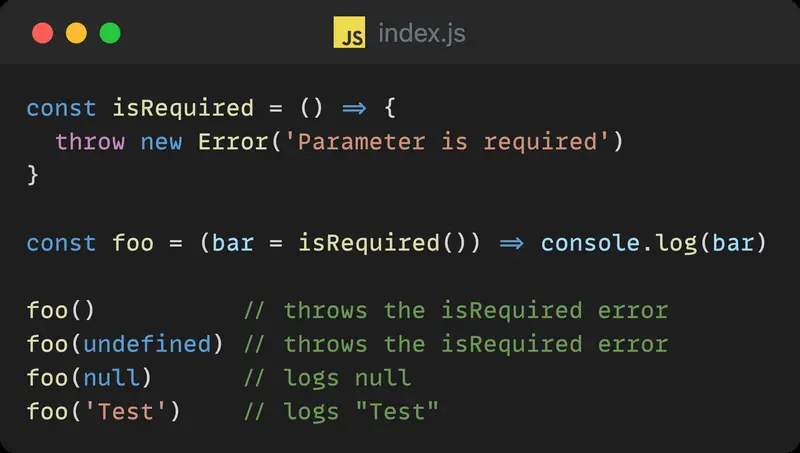 JS index.js
const isRequired = () => {
  throw new Error('Parameter is required')
}
const foo = (bar = isRequired()) => console.log(bar)
foo()          // throws the isRequired error
foo(undefined) // throws the isRequired error
foo(null)      // logs null
foo('Test')    // logs "Test"